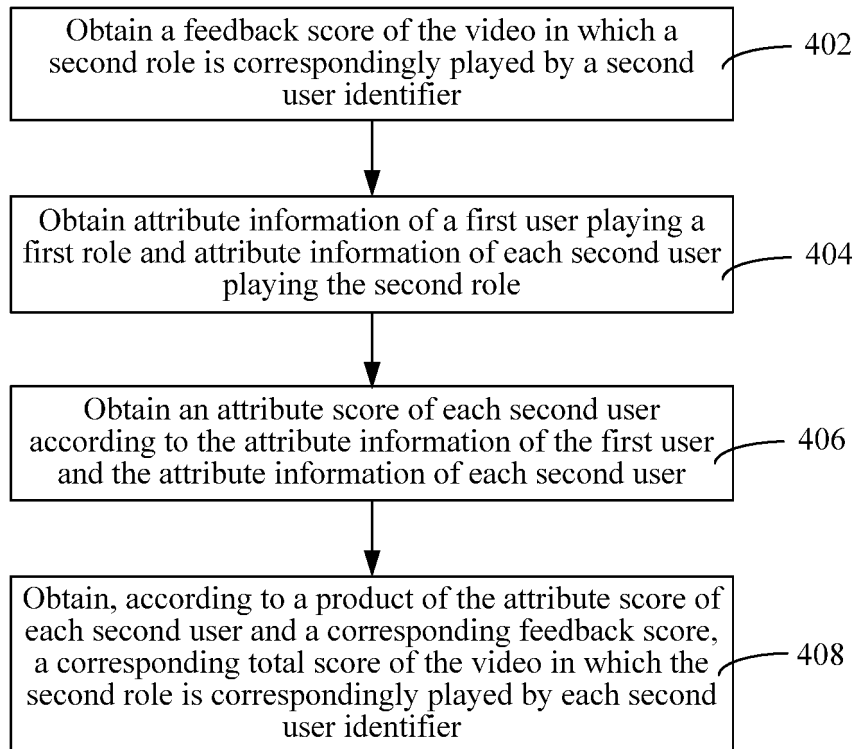 Obtain a feedback score of the video in which a
second role is correspondingly played by a second
user identifier
402
Obtain attribute information of a first user playing a
first role and attribute information of each second user
playing the second role
404
Obtain an attribute score of each second user
according to the attribute information of the first user
and the attribute information of each second user
406
Obtain, according to a product of the attribute score of
each second user and a corresponding feedback score,
a corresponding total score of the video in which the
second role is correspondingly played by each second
user identifier
408